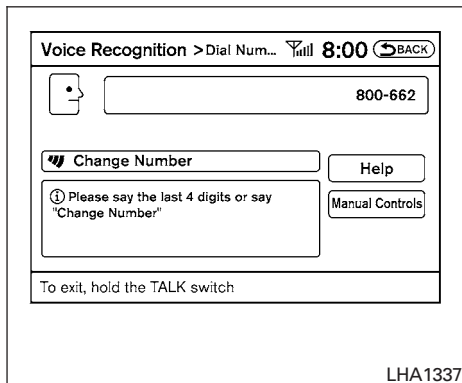 Voice Recognition > Dial Num... 8:00 BACK
800-662
Change Number
Help
i Please say the last 4 digits or say
"Change Number"
Manual Controls
To exit, hold the TALK switch
LHA1337